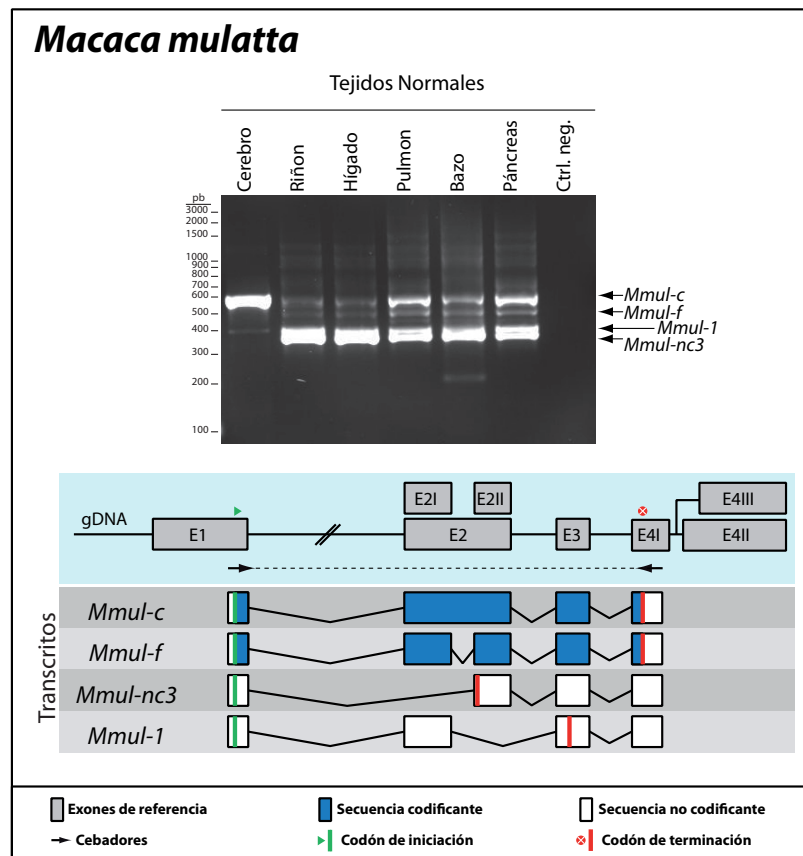 Macaca mulatta
Tejidos Normales
Cerebro
Riñon
Hígado
Pulmon
Bazo
Páncreas
Ctrl. neg.
pb
3000
2000
1500
1000
900
800
700
600
500
400
300
200
100
Mmul-c
Mmul-f
Mmul-1
Mmul-nc3
E2I E2II E4III
gDNA E1 E2 E3 E4I E4II
Transcritos
Mmul-c
Mmul-f
Mmul-nc3
Mmul-1
Exones de referencia Secuencia codificante Secuencia no codificante
Cebadores Codón de iniciación Codón de terminación